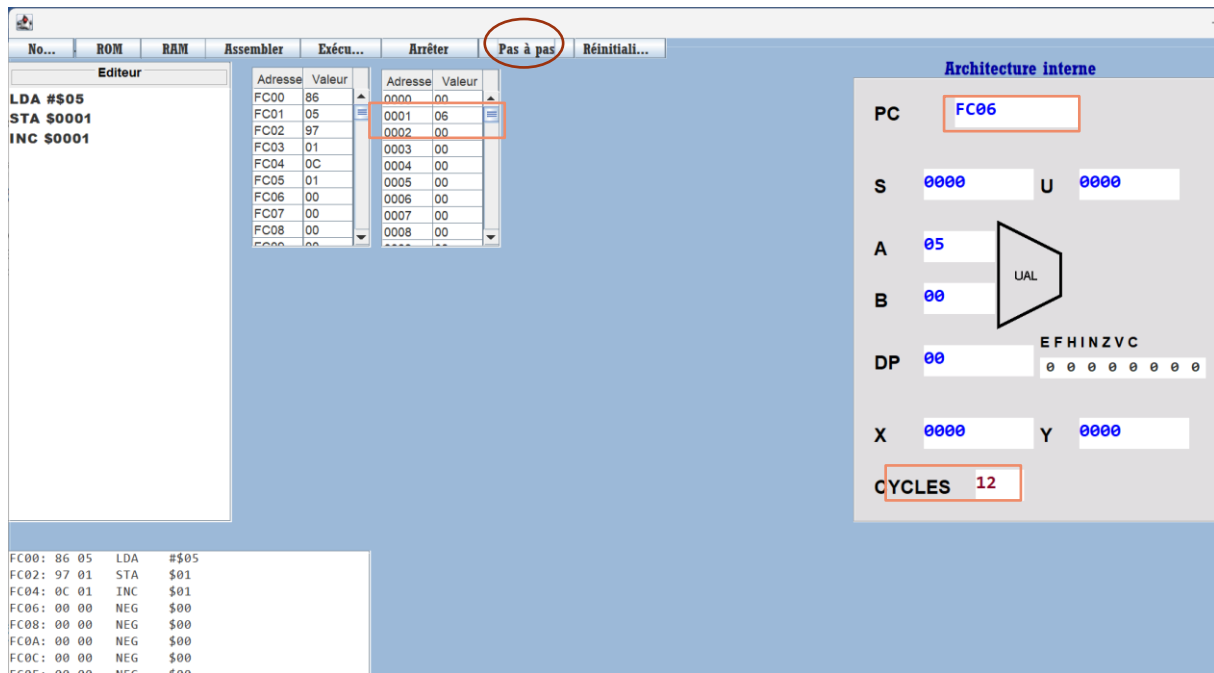 No... ROM RAM Assembler Exécu... Arrêter Pas à pas Réinitiali...
Editeur
LDA #$05
STA $0001
INC $0001
Adresse Valeur
FC00 86
FC01 05
FC02 97
FC03 01
FC04 0C
FC05 01
FC06 00
FC07 00
FC08 00
Adresse Valeur
0000 00
0001 06
0002 00
0003 00
0004 00
0005 00
0006 00
0007 00
0008 00
Architecture interne
PC FC06
S 0000 U 0000
A 05
UAL
B 00
E F H I N Z V C
DP 00 0 0 0 0 0 0 0 0
X 0000 Y 0000
CYCLES 12
FC00: 86 05 LDA #$05
FC02: 97 01 STA $01
FC04: 0C 01 INC $01
FC06: 00 00 NEG $00
FC08: 00 00 NEG $00
FC0A: 00 00 NEG $00
FC0C: 00 00 NEG $00